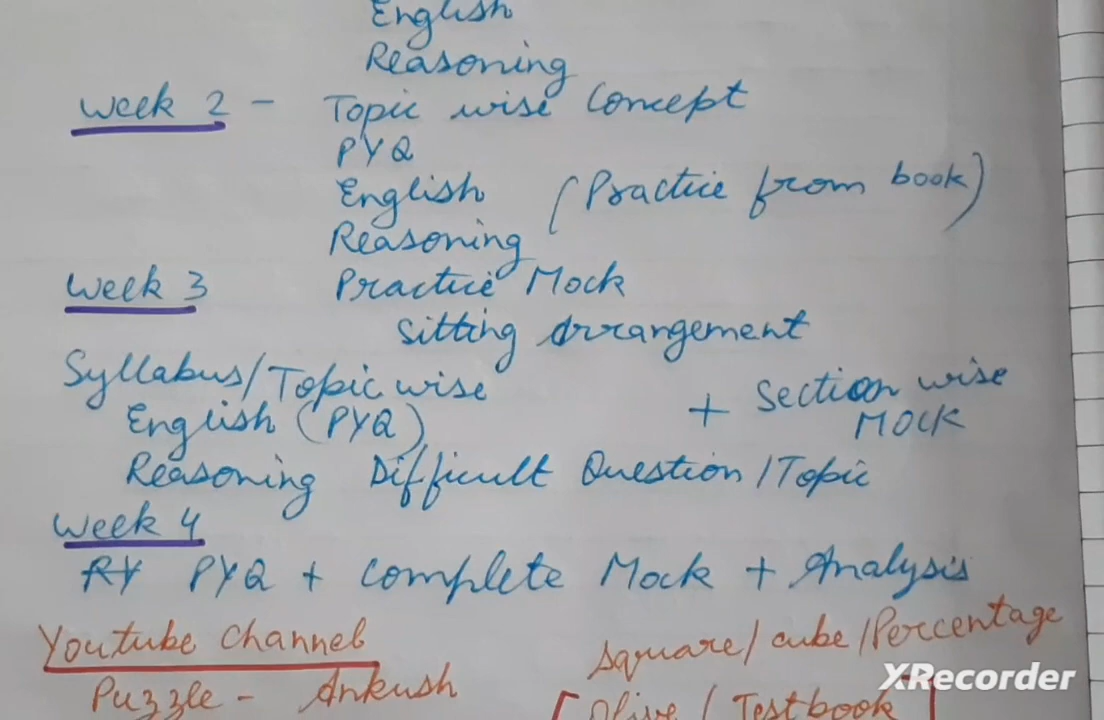 English
Reasoning
Week 2 - Topic wise Concept
PYQ
English (Practice from book)
Reasoning
Week 3 Practice Mock
Sitting Arrangement
Syllabus/Topic wise + Section wise
English (PYQ) MOCK
Reasoning Difficult Question/Topic
Week 4
PYQ + Complete Mock + Analysis
Youtube Channel Square/cube/Percentage
Puzzle - Ankush [Olive / Testbook]
XRecorder